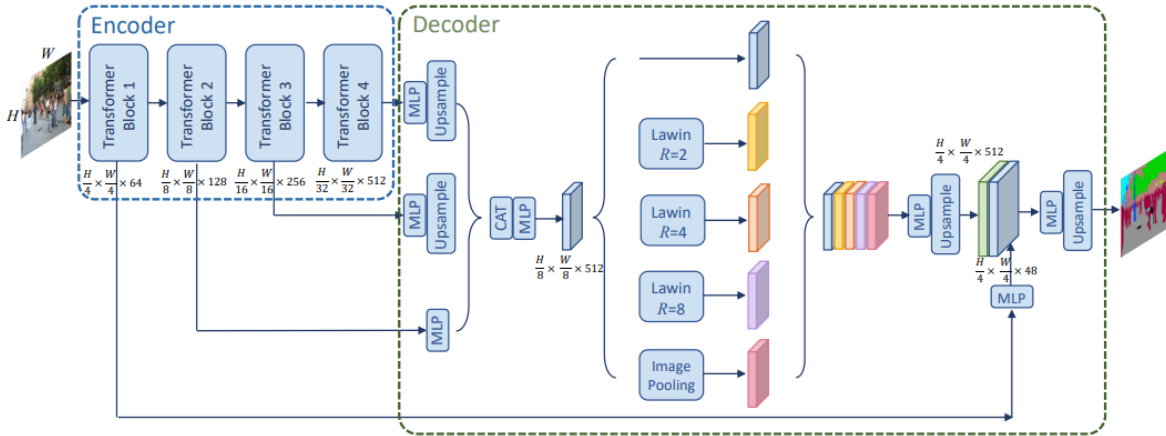 Encoder
Decoder
W
H
Transformer
Block 1
Transformer
Block 2
Transformer
Block 3
Transformer
Block 4
H/4 × W/4 × 64
H/8 × W/8 × 128
H/16 × W/16 × 256
H/32 × W/32 × 512
MLP
Upsample
MLP
Upsample
MLP
CAT
MLP
H/8 × W/8 × 512
Lawin
R=2
Lawin
R=4
Lawin
R=8
Image
Pooling
MLP
Upsample
H/4 × W/4 × 512
H/4 × W/4 × 48
MLP
MLP
Upsample